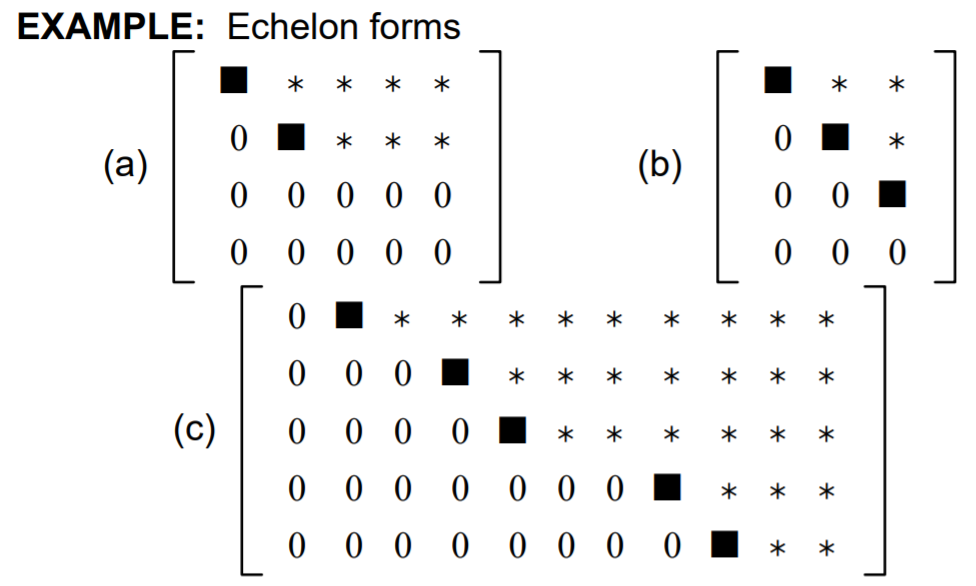 EXAMPLE: Echelon forms
(a)
■ * * * *
0 ■ * * *
0 0 0 0 0
0 0 0 0 0
(b)
■ * *
0 ■ *
0 0 ■
0 0 0
(c)
0 ■ * * * * * * * * *
0 0 0 ■ * * * * * * *
0 0 0 0 ■ * * * * * *
0 0 0 0 0 0 0 ■ * * *
0 0 0 0 0 0 0 0 ■ * *